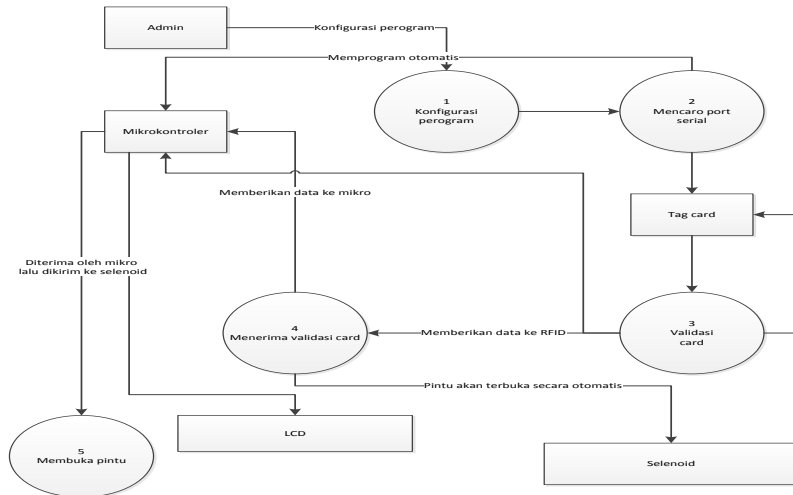 Admin
Konfigurasi perogram
Memprogram otomatis
1
Konfigurasi
perogram
2
Mencaro port
serial
Mikrokontroler
Memberikan data ke mikro
Tag card
Diterima oleh mikro
lalu dikirim ke selenoid
4
Menerima validasi card
Memberikan data ke RFID
3
Validasi
card
Pintu akan terbuka secara otomatis
5
Membuka pintu
LCD
Selenoid